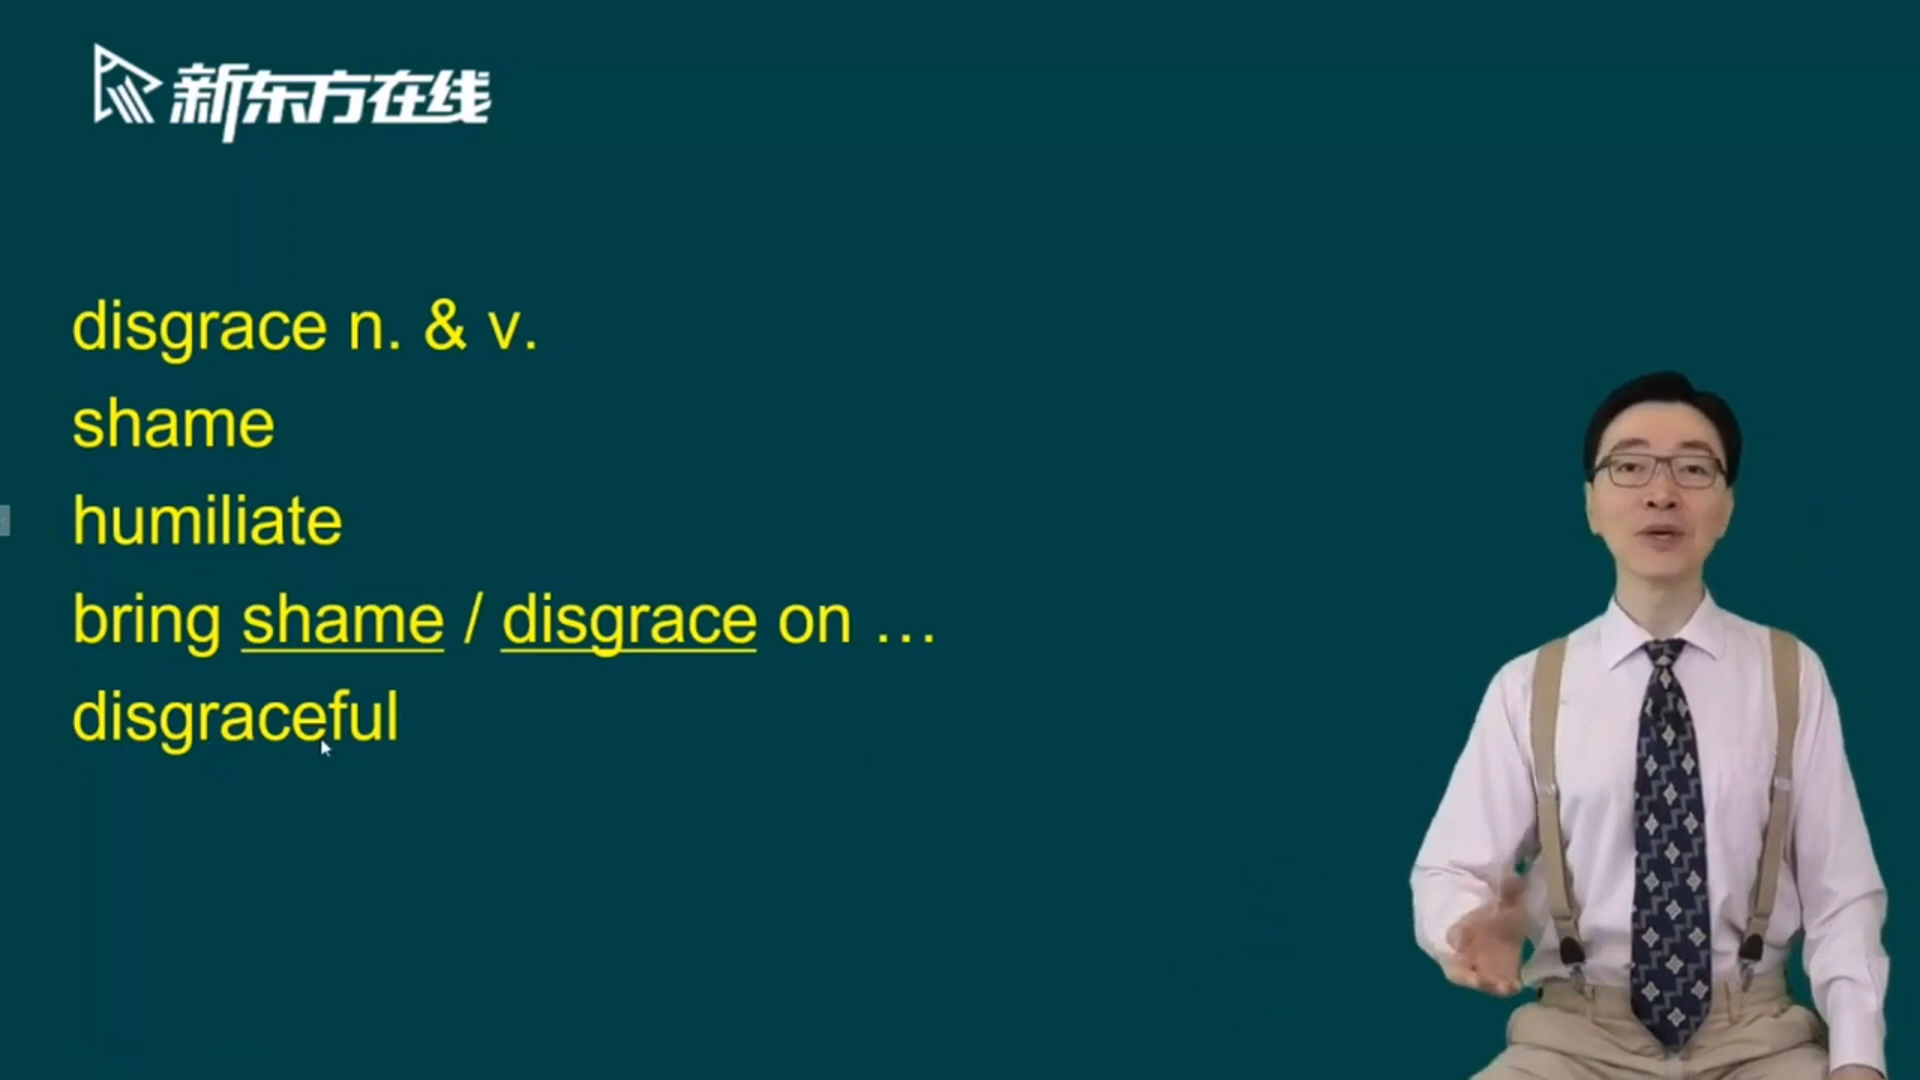 新东方在线
disgrace n. & v.
shame
humiliate
bring shame / disgrace on …
disgraceful